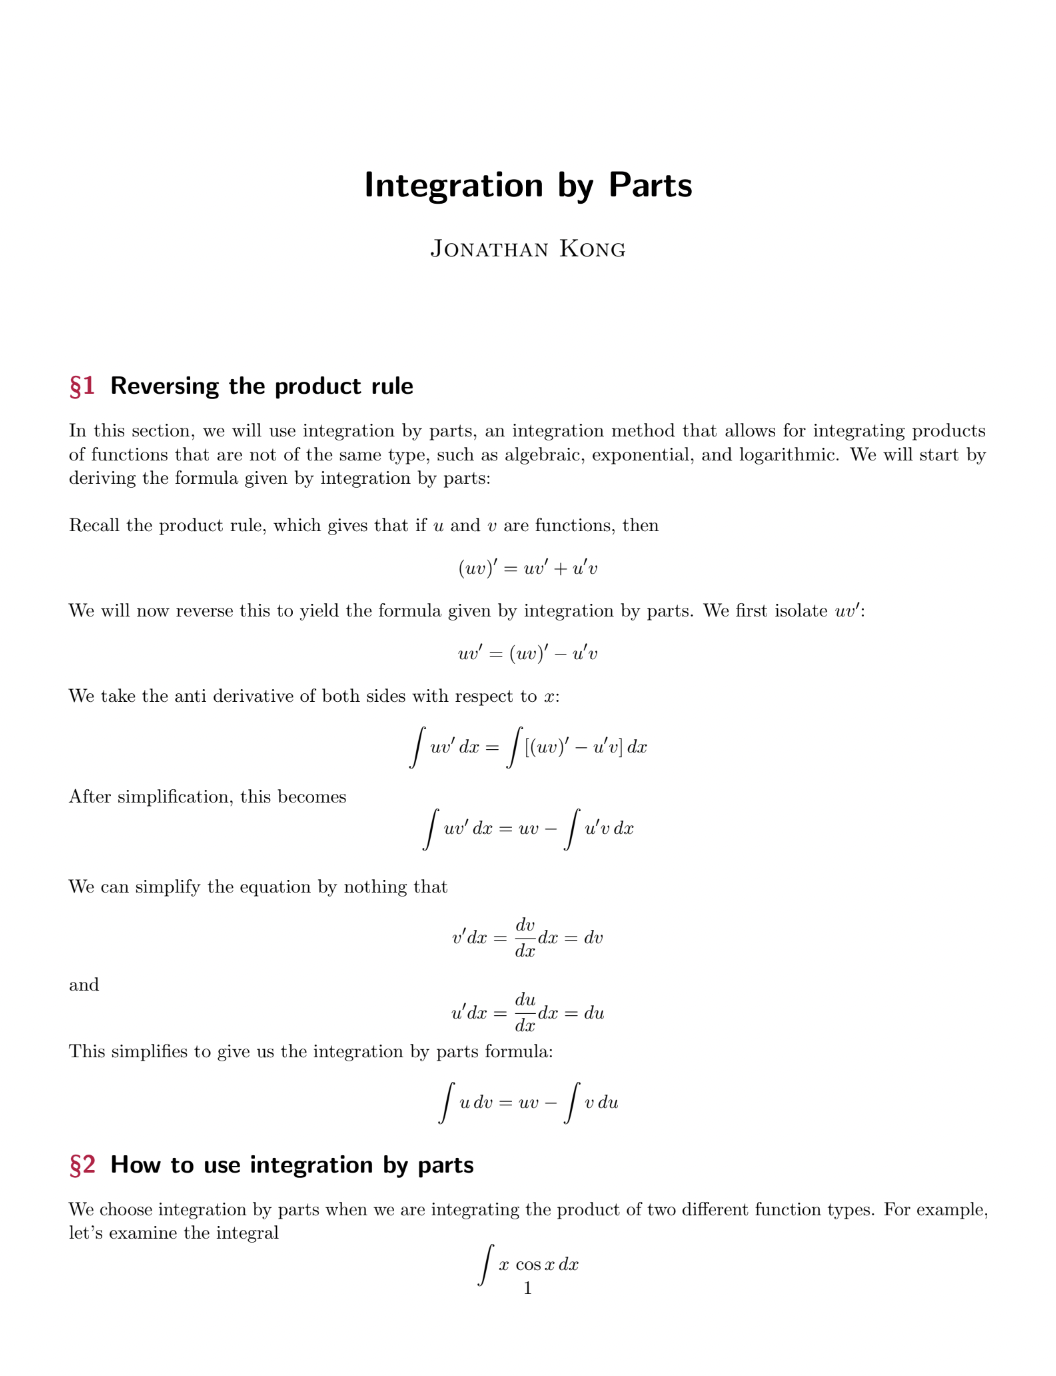 Integration by Parts
Jonathan Kong
§1 Reversing the product rule
In this section, we will use integration by parts, an integration method that allows for integrating products
of functions that are not of the same type, such as algebraic, exponential, and logarithmic. We will start by
deriving the formula given by integration by parts:
Recall the product rule, which gives that if u and v are functions, then
(uv)′ = uv′ + u′v
We will now reverse this to yield the formula given by integration by parts. We first isolate uv′:
uv′ = (uv)′ − u′v
We take the anti derivative of both sides with respect to x:
∫ uv′ dx = ∫ [(uv)′ − u′v] dx
After simplification, this becomes
∫ uv′ dx = uv − ∫ u′v dx
We can simplify the equation by nothing that
v′dx = dv/dx dx = dv
and
u′dx = du/dx dx = du
This simplifies to give us the integration by parts formula:
∫ u dv = uv − ∫ v du
§2 How to use integration by parts
We choose integration by parts when we are integrating the product of two different function types. For example,
let's examine the integral
∫ x cos x dx
1